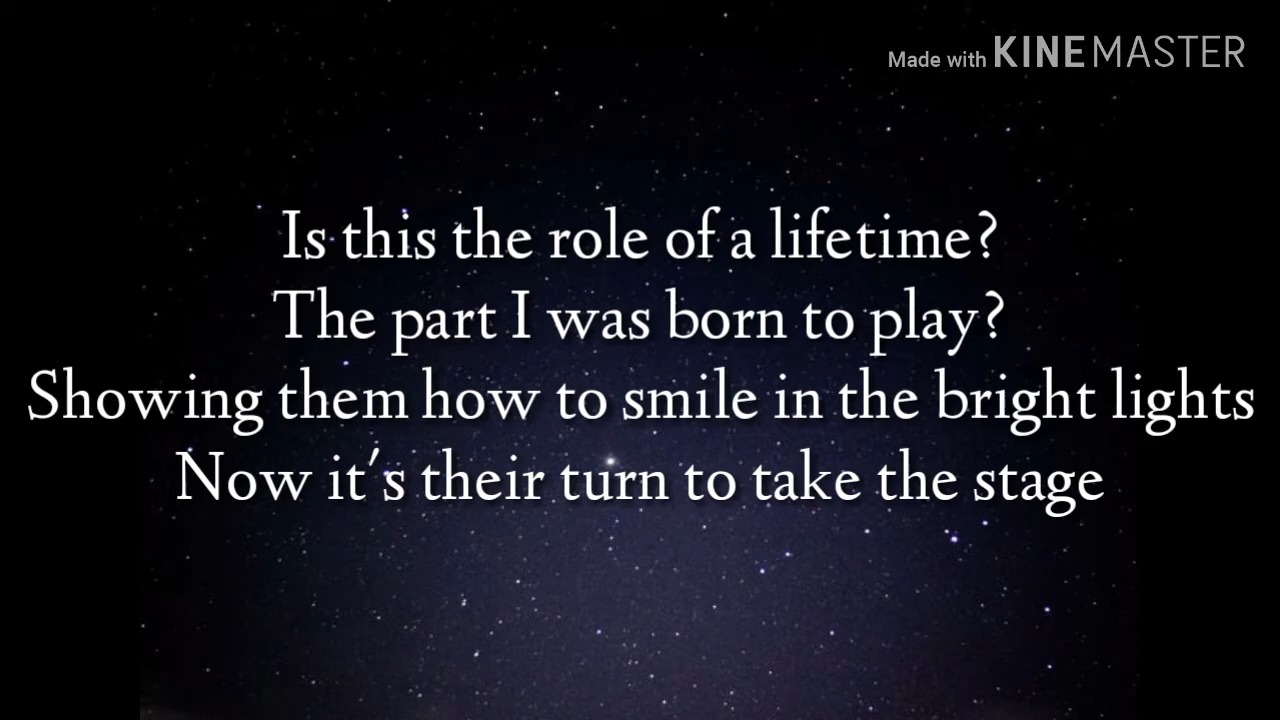 Made with KINEMASTER
Is this the role of a lifetime?
The part I was born to play?
Showing them how to smile in the bright lights
Now it's their turn to take the stage